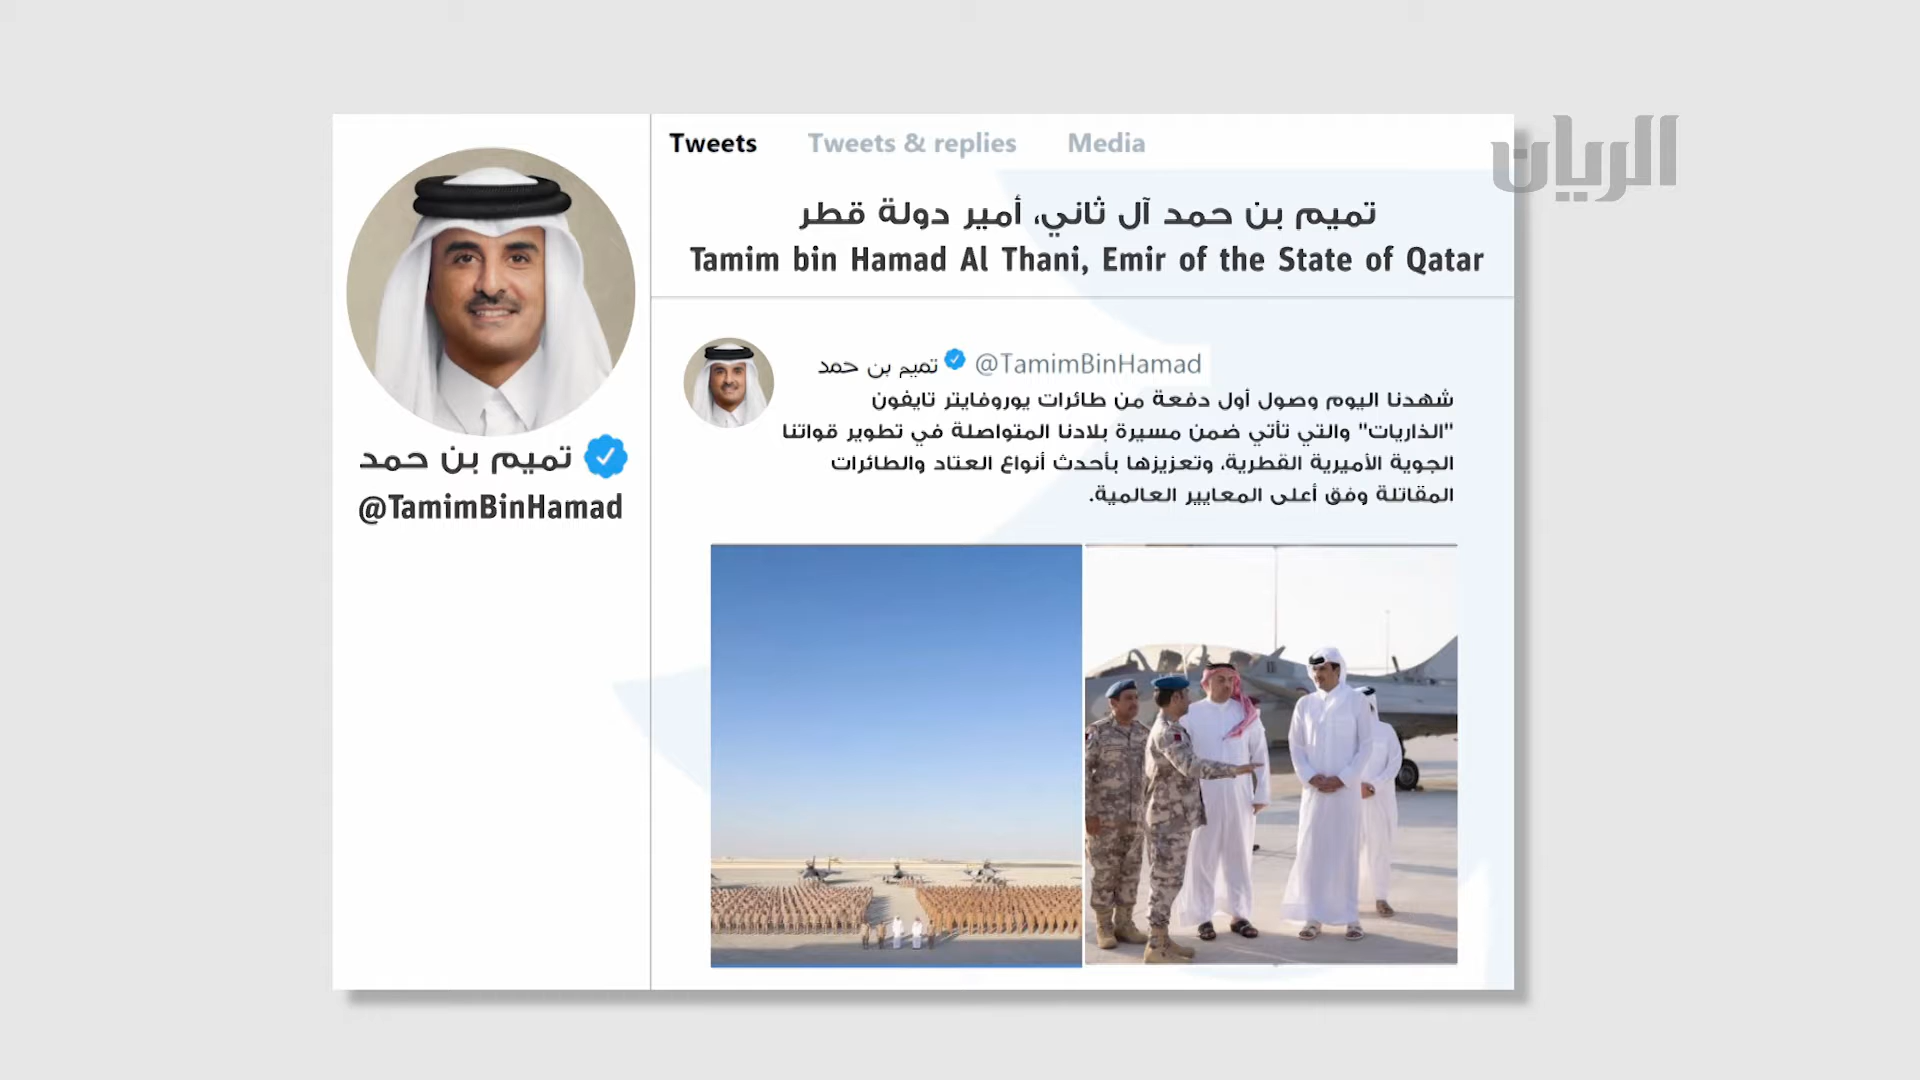 الريان
Tweets Tweets & replies Media
تميم بن حمد آل ثاني، أمير دولة قطر
Tamim bin Hamad Al Thani, Emir of the State of Qatar
تميم بن حمد
@TamimBinHamad
تميم بن حمد @TamimBinHamad
شهدنا اليوم وصول أول دفعة من طائرات يوروفايتر تايفون
"الذاريات" والتي تأتي ضمن مسيرة بلادنا المتواصلة في تطوير قواتنا
الجوية الأميرية القطرية، وتعزيزها بأحدث أنواع العتاد والطائرات
المقاتلة وفق أعلى المعايير العالمية.